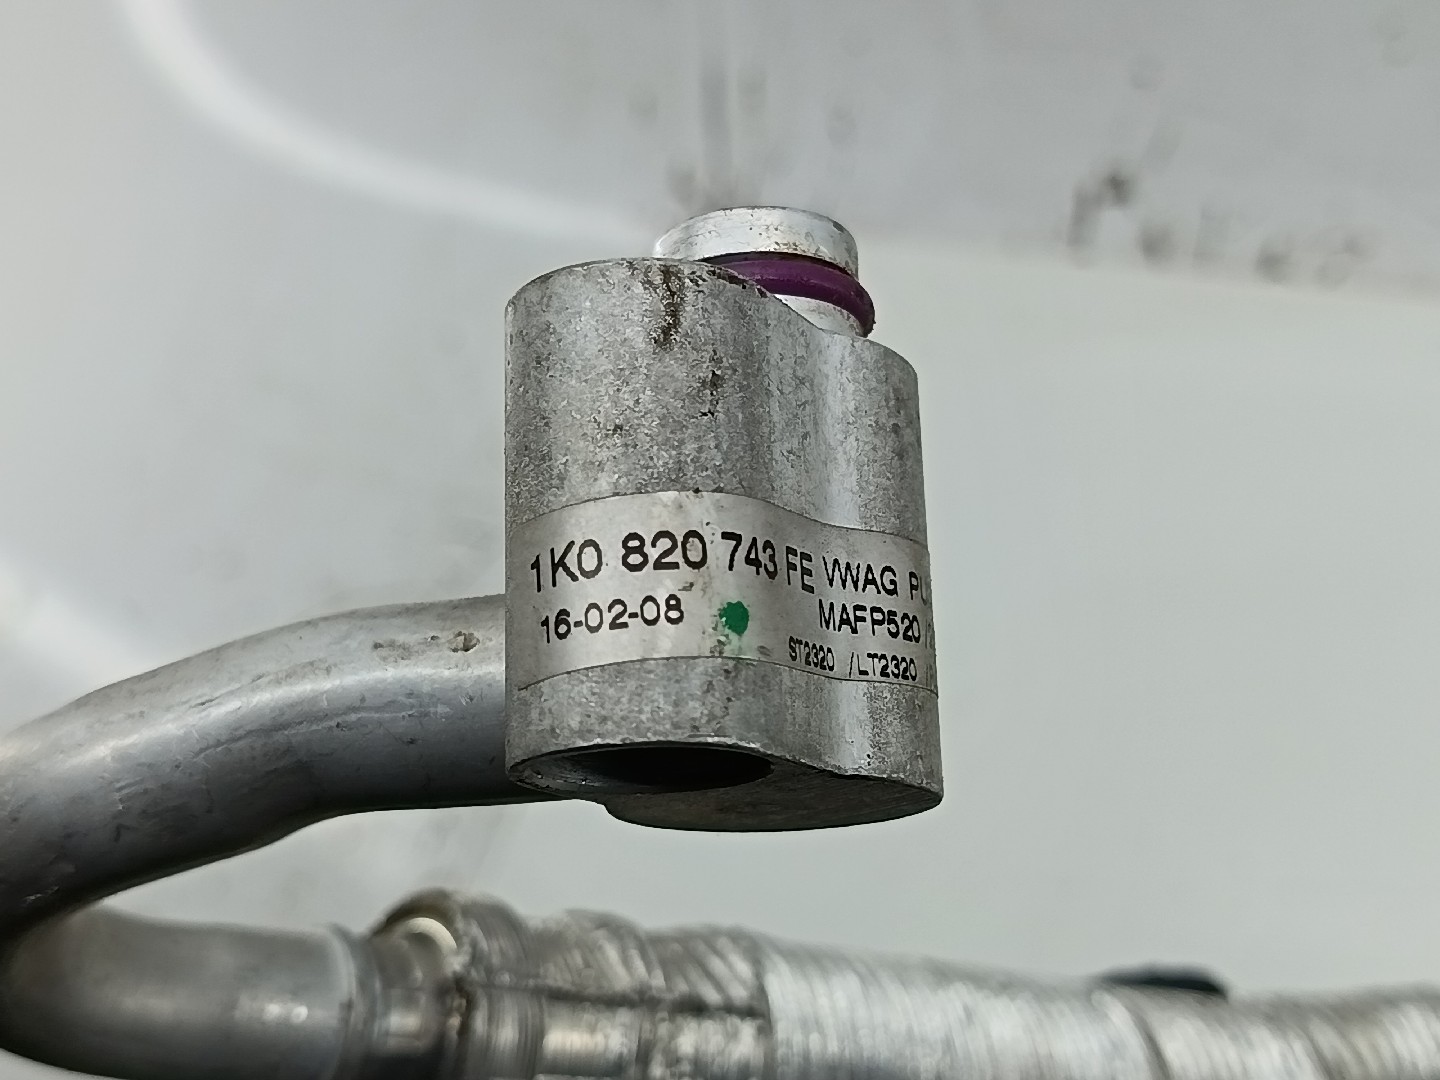 1K0 820 743 FE VWAG
16-02-08 MAFP520
ST2320 /LT2320